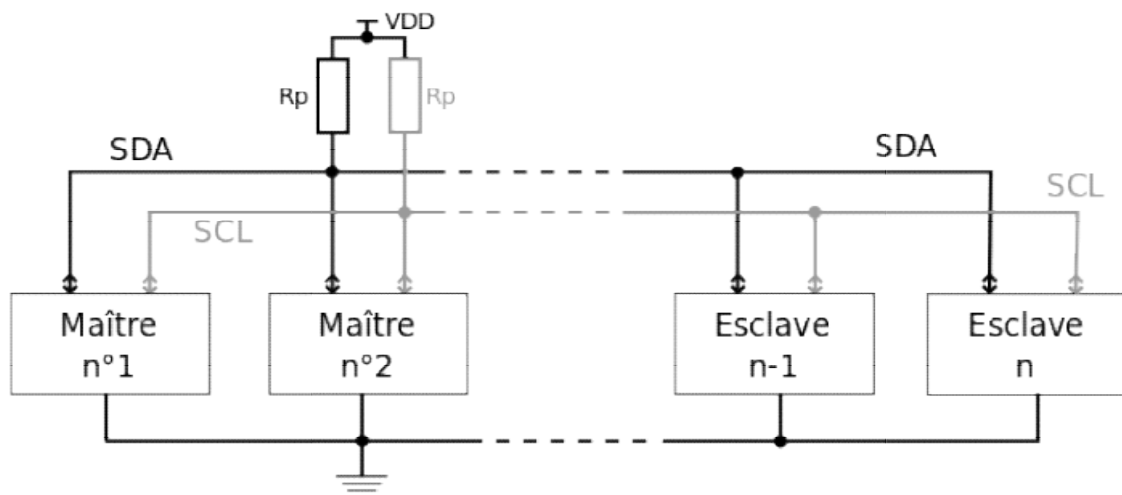 VDD
Rp
Rp
SDA
SDA
SCL
SCL
Maître
n°1
Maître
n°2
Esclave
n-1
Esclave
n